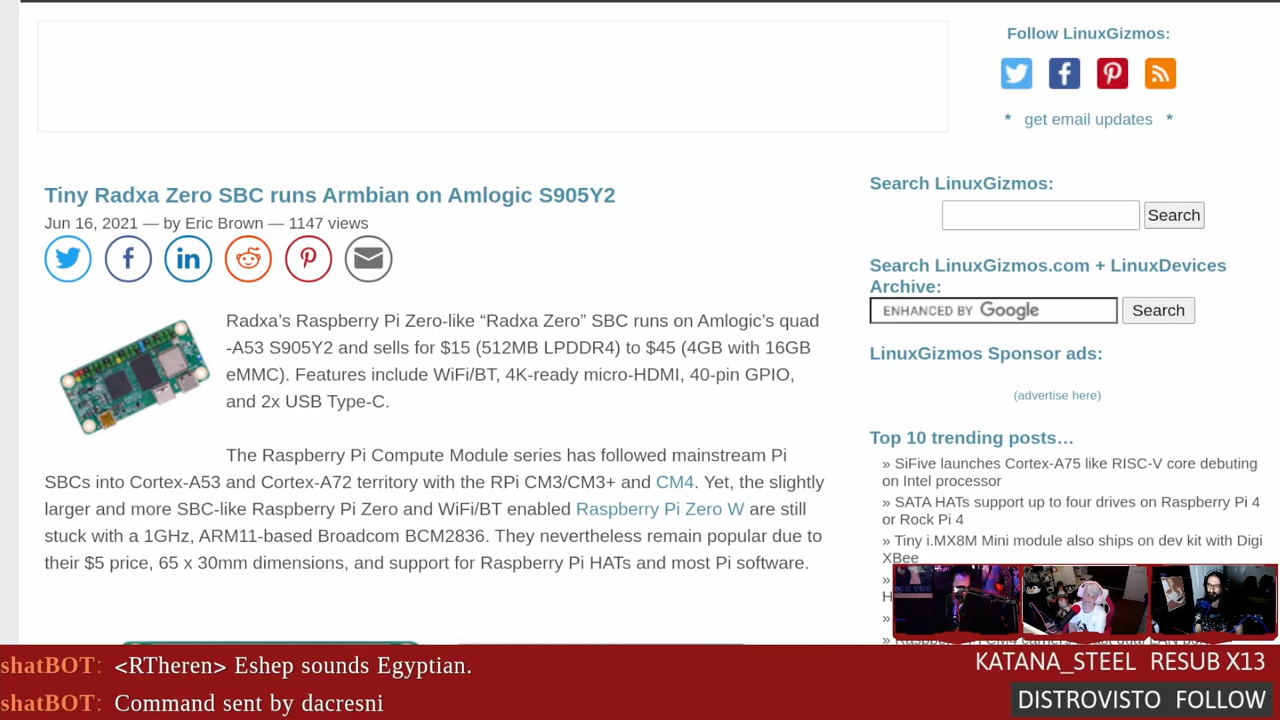 Follow LinuxGizmos:
* get email updates *
Tiny Radxa Zero SBC runs Armbian on Amlogic S905Y2
Jun 16, 2021 — by Eric Brown — 1147 views
Radxa’s Raspberry Pi Zero-like “Radxa Zero” SBC runs on Amlogic’s quad
-A53 S905Y2 and sells for $15 (512MB LPDDR4) to $45 (4GB with 16GB
eMMC). Features include WiFi/BT, 4K-ready micro-HDMI, 40-pin GPIO,
and 2x USB Type-C.
The Raspberry Pi Compute Module series has followed mainstream Pi
SBCs into Cortex-A53 and Cortex-A72 territory with the RPi CM3/CM3+ and CM4. Yet, the slightly
larger and more SBC-like Raspberry Pi Zero and WiFi/BT enabled Raspberry Pi Zero W are still
stuck with a 1GHz, ARM11-based Broadcom BCM2836. They nevertheless remain popular due to
their $5 price, 65 x 30mm dimensions, and support for Raspberry Pi HATs and most Pi software.
Search LinuxGizmos:
Search
Search LinuxGizmos.com + LinuxDevices
Archive:
ENHANCED BY Google
Search
LinuxGizmos Sponsor ads:
(advertise here)
Top 10 trending posts…
» SiFive launches Cortex-A75 like RISC-V core debuting
on Intel processor
» SATA HATs support up to four drives on Raspberry Pi 4
or Rock Pi 4
» Tiny i.MX8M Mini module also ships on dev kit with Digi
XBee
»
»
shatBOT: <RTheren> Eshep sounds Egyptian.
shatBOT: Command sent by dacresni
KATANA_STEEL RESUB X13
DISTROVISTO FOLLOW